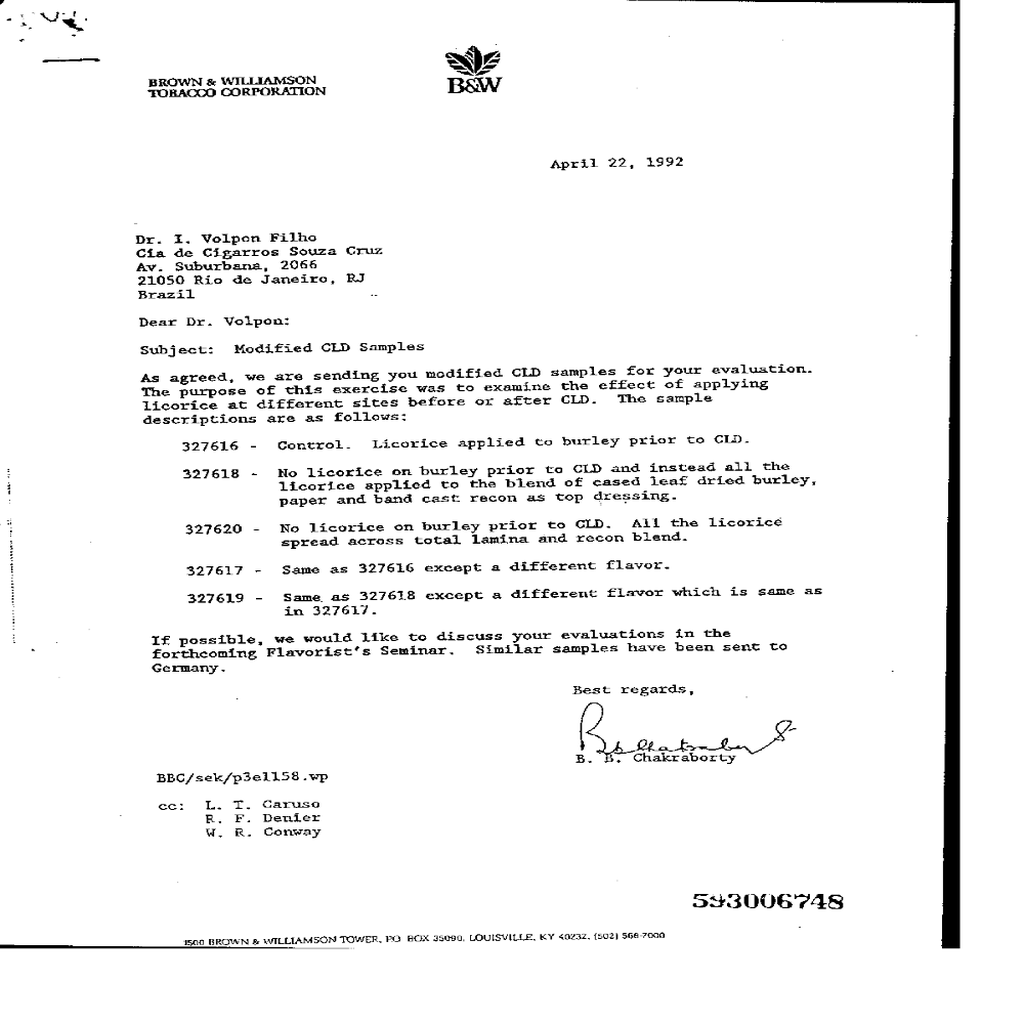 BROWN & WILLIAMSON
TOBACCO CORPORATION
B&W
April 22, 1992
Dr. I. Volpon Filho
Cia de Cigarros Souza Cruz
Av. Suburbana, 2066
21050 Rio de Janeiro, RJ
Brazil
Dear Dr. Volpon:
Subject: Modified CLD Samples
As agreed, we are sending you modified CLD samples for your evaluation.
The purpose of this exercise was to examine the effect of applying
licorice at different sites before or after CLD. The sample
descriptions are as follows:
327616 - Control. Licorice applied to burley prior to CLD.
327618 - No licorice on burley prior to CLD and instead all the
licorice applied to the blend of cased leaf dried burley,
paper and band cast recon as top dressing.
327620 - No licorice on burley prior to CLD. All the licorice
spread across total lamina and recon blend.
327617 - Same as 327616 except a different flavor.
327619 - Same as 327618 except a different flavor which is same as
in 327617.
If possible, we would like to discuss your evaluations in the
forthcoming Flavorist's Seminar. Similar samples have been sent to
Germany.
Best regards,
B. B. Chakraborty
BBC/sek/p3e1158.wp
cc: L. T. Caruso
R. F. Denier
W. R. Conway
593006748
1500 BROWN & WILLIAMSON TOWER, PO BOX 35090, LOUISVILLE, KY 40232, (502) 568-7000